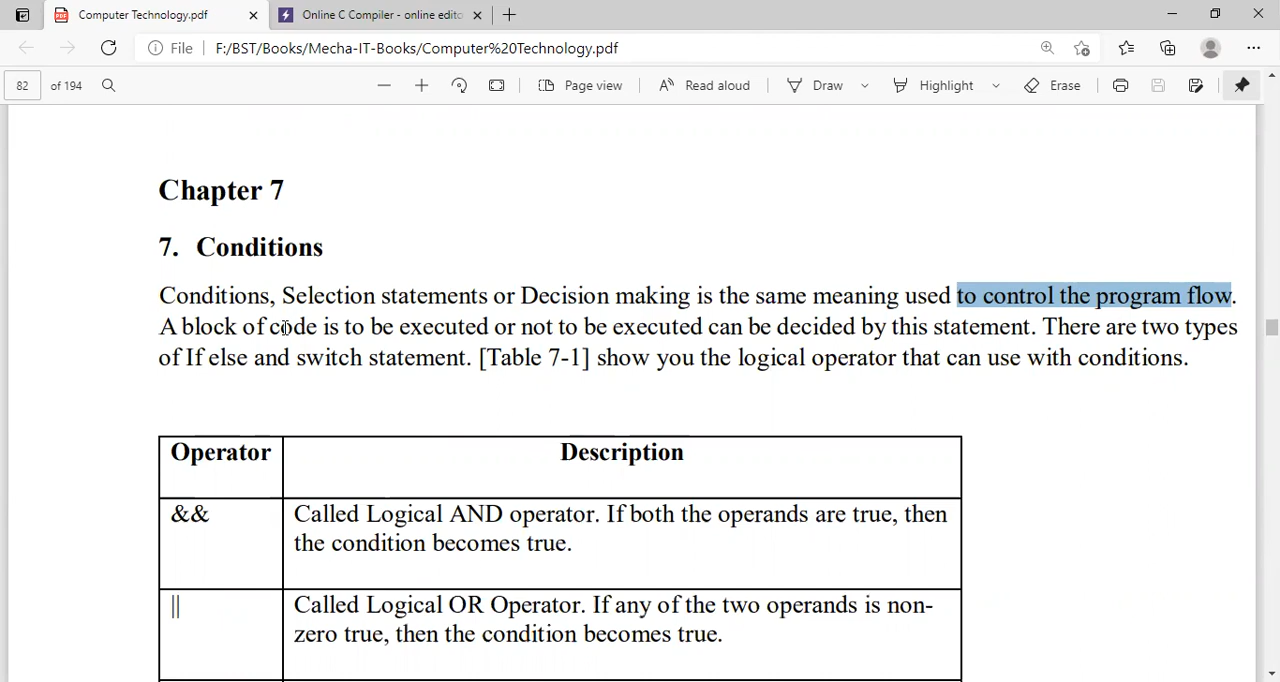 Computer Technology.pdf
Online C Compiler - online edito
File
F:/BST/Books/Mecha-IT-Books/Computer%20Technology.pdf
82 of 194
Page view
Read aloud
Draw
Highlight
Erase
Chapter 7
7. Conditions
Conditions, Selection statements or Decision making is the same meaning used to control the program flow.
A block of code is to be executed or not to be executed can be decided by this statement. There are two types
of If else and switch statement. [Table 7-1] show you the logical operator that can use with conditions.
Operator Description
&& Called Logical AND operator. If both the operands are true, then
the condition becomes true.
|| Called Logical OR Operator. If any of the two operands is non-
zero true, then the condition becomes true.